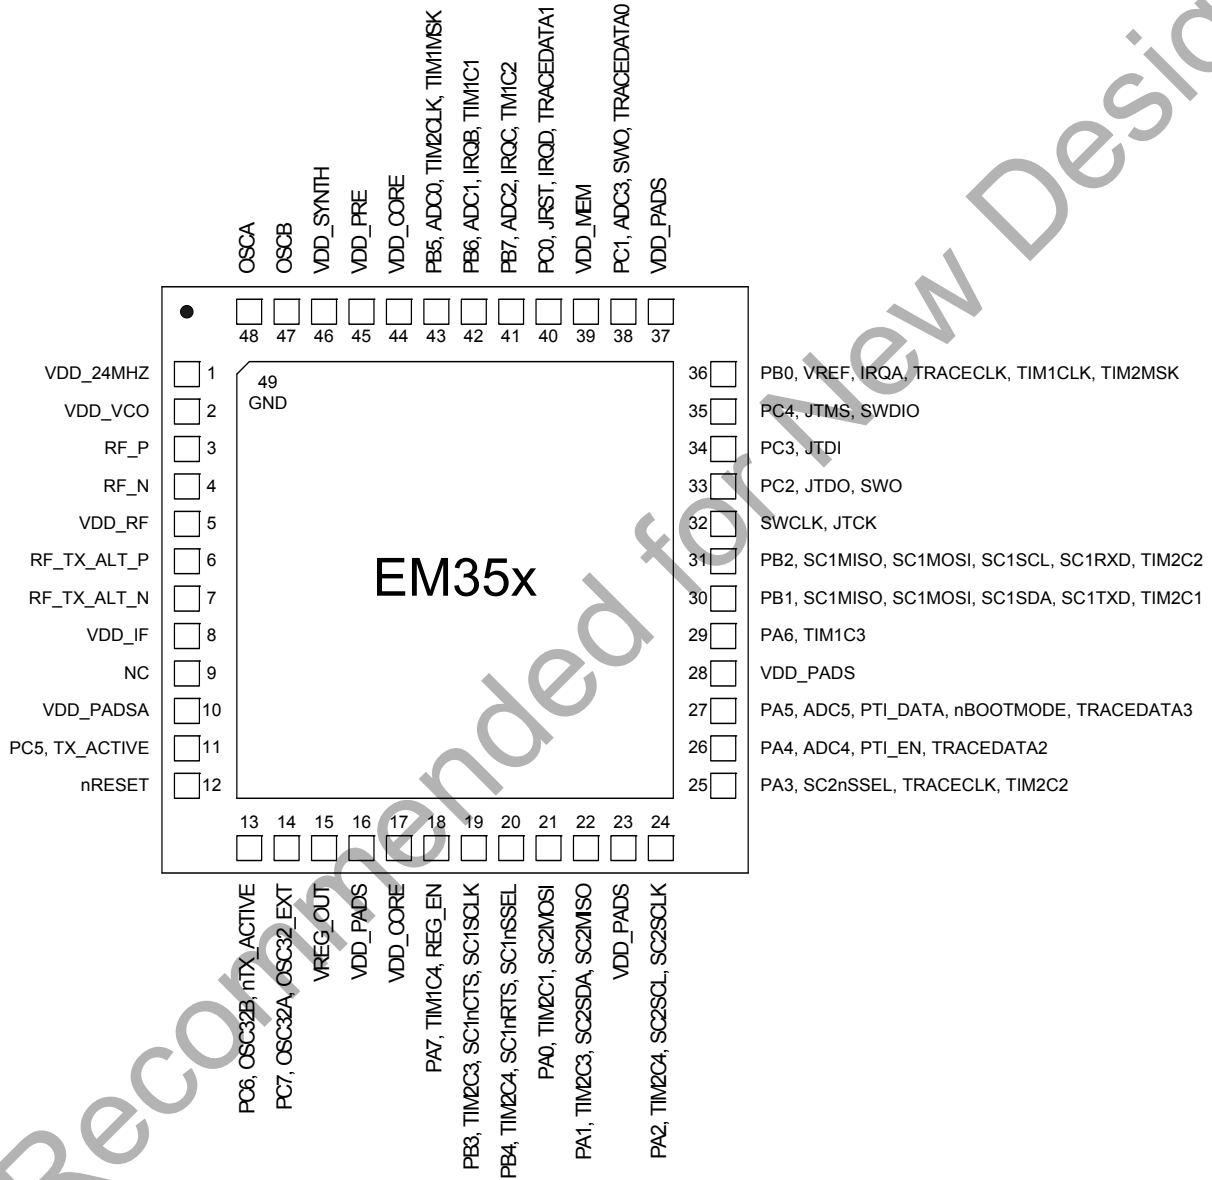 OSCA
OSCB
VDD_SYNTH
VDD_PRE
VDD_CORE
PB5, ADC0, TIM2CLK, TIM1MSK
PB6, ADC1, IRQB, TIM1C1
PB7, ADC2, IRQC, TM1C2
PC0, JRST, IRQD, TRACEDATA1
VDD_MEM
PC1, ADC3, SWO, TRACEDATA0
VDD_PADS
48
47
46
45
44
43
42
41
40
39
38
37
VDD_24MHZ
1
VDD_VCO
2
RF_P
3
RF_N
4
VDD_RF
5
RF_TX_ALT_P
6
RF_TX_ALT_N
7
VDD_IF
8
NC
9
VDD_PADSA
10
PC5, TX_ACTIVE
11
nRESET
12
49
GND
EM35x
36
PB0, VREF, IRQA, TRACECLK, TIM1CLK, TIM2MSK
35
PC4, JTMS, SWDIO
34
PC3, JTDI
33
PC2, JTDO, SWO
32
SWCLK, JTCK
31
PB2, SC1MISO, SC1MOSI, SC1SCL, SC1RXD, TIM2C2
30
PB1, SC1MISO, SC1MOSI, SC1SDA, SC1TXD, TIM2C1
29
PA6, TIM1C3
28
VDD_PADS
27
PA5, ADC5, PTI_DATA, nBOOTMODE, TRACEDATA3
26
PA4, ADC4, PTI_EN, TRACEDATA2
25
PA3, SC2nSSEL, TRACECLK, TIM2C2
13
14
15
16
17
18
19
20
21
22
23
24
PC6, OSC32B, nTX_ACTIVE
PC7, OSC32A, OSC32_EXT
VREG_OUT
VDD_PADS
VDD_CORE
PA7, TIM1C4, REG_EN
PB3, TIM2C3, SC1nCTS, SC1SCLK
PB4, TIM2C4, SC1nRTS, SC1nSSEL
PA0, TIM2C1, SC2MOSI
PA1, TIM2C3, SC2SDA, SC2MISO
VDD_PADS
PA2, TIM2C4, SC2SCL, SC2SCLK
Recommended for New Desig